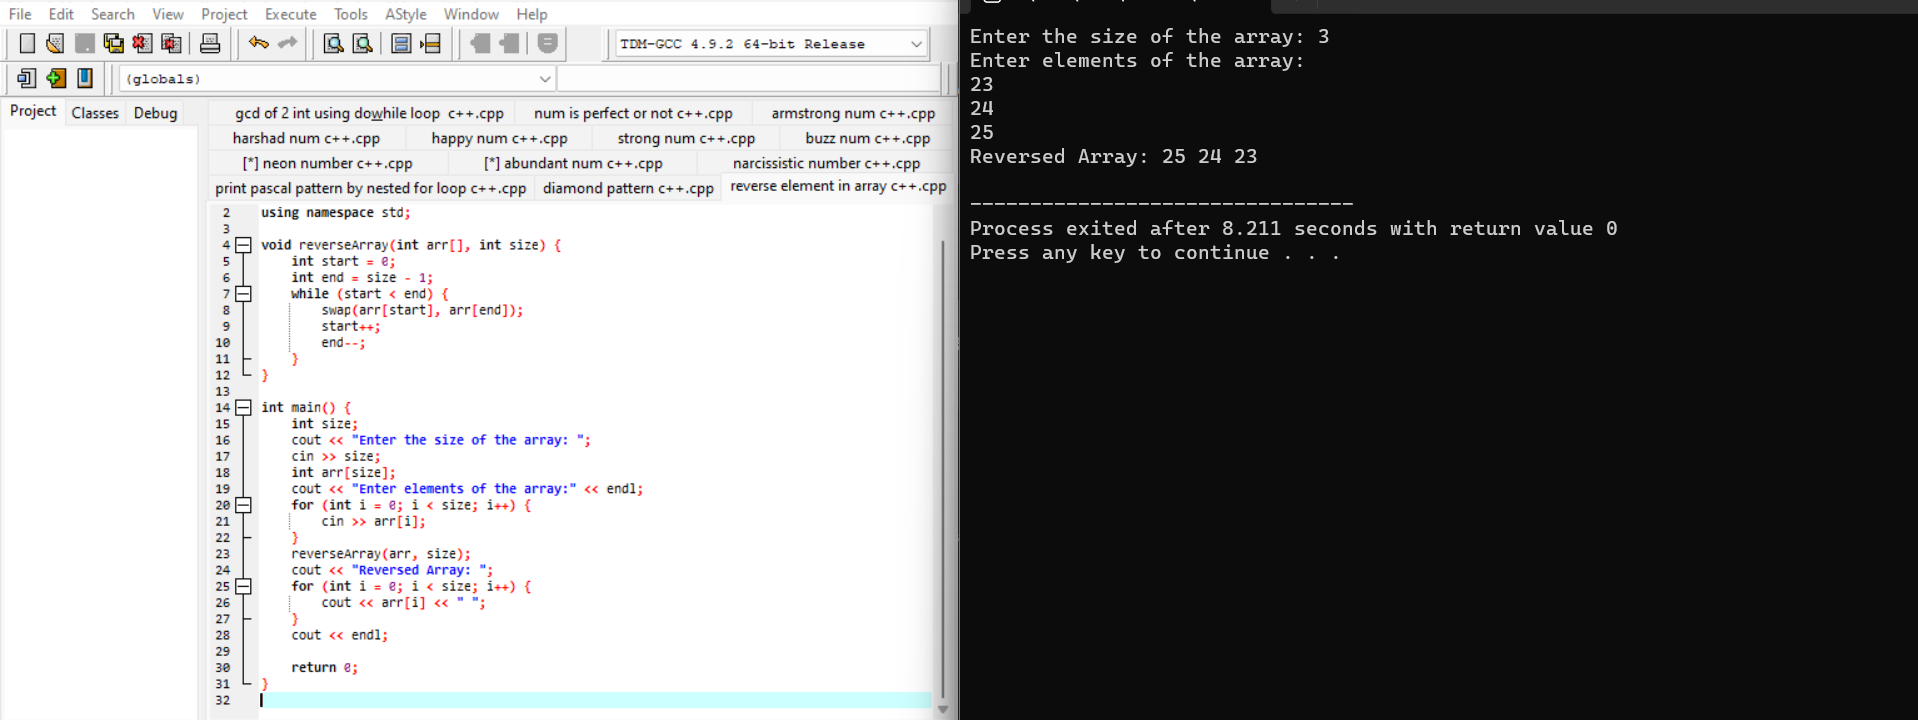 File Edit Search View Project Execute Tools AStyle Window Help
TDM-GCC 4.9.2 64-bit Release
(globals)
Project Classes Debug
gcd of 2 int using dowhile loop c++.cpp num is perfect or not c++.cpp armstrong num c++.cpp
harshad num c++.cpp happy num c++.cpp strong num c++.cpp buzz num c++.cpp
[*] neon number c++.cpp [*] abundant num c++.cpp narcissistic number c++.cpp
print pascal pattern by nested for loop c++.cpp diamond pattern c++.cpp reverse element in array c++.cpp
2 using namespace std;
3
4 void reverseArray(int arr[], int size) {
5 int start = 0;
6 int end = size - 1;
7 while (start < end) {
8 swap(arr[start], arr[end]);
9 start++;
10 end--;
11 }
12 }
13
14 int main() {
15 int size;
16 cout << "Enter the size of the array: ";
17 cin >> size;
18 int arr[size];
19 cout << "Enter elements of the array:" << endl;
20 for (int i = 0; i < size; i++) {
21 cin >> arr[i];
22 }
23 reverseArray(arr, size);
24 cout << "Reversed Array: ";
25 for (int i = 0; i < size; i++) {
26 cout << arr[i] << " ";
27 }
28 cout << endl;
29
30 return 0;
31 }
32
Enter the size of the array: 3
Enter elements of the array:
23
24
25
Reversed Array: 25 24 23
--------------------------------
Process exited after 8.211 seconds with return value 0
Press any key to continue . . .